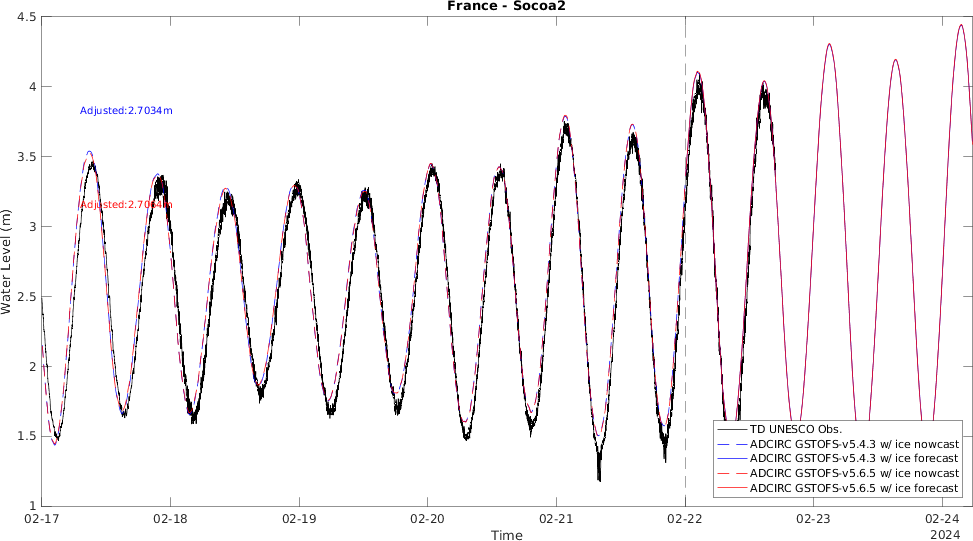 France - Socoa2
4.5
4
3.5
3
2.5
2
1.5
1
Water Level (m)
Adjusted:2.7034m
Adjusted:2.7064m
TD UNESCO Obs.
ADCIRC GSTOFS-v5.4.3 w/ ice nowcast
ADCIRC GSTOFS-v5.4.3 w/ ice forecast
ADCIRC GSTOFS-v5.6.5 w/ ice nowcast
ADCIRC GSTOFS-v5.6.5 w/ ice forecast
02-17 02-18 02-19 02-20 02-21 02-22 02-23 02-24
Time
2024